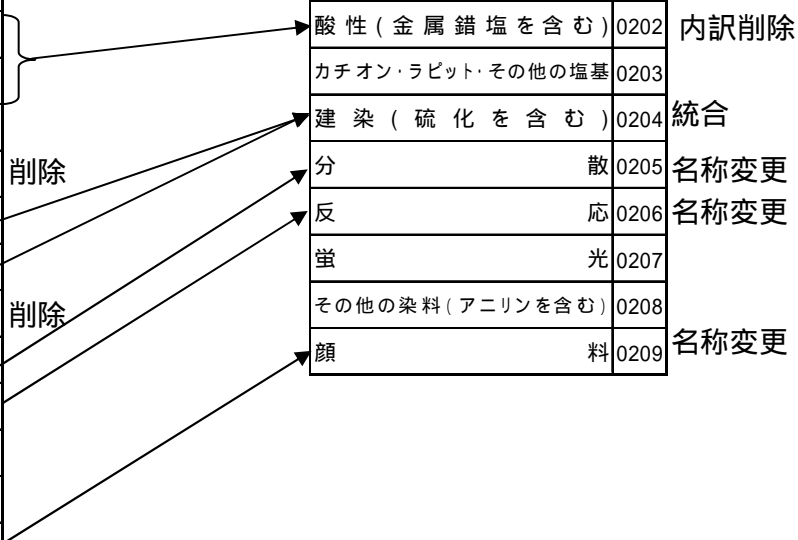 酸性(金属錯塩を含む) 0202 内訳削除
カチオン・ラピット・その他の塩基 0203
建染(硫化を含む) 0204 統合
削除
分散 0205 名称変更
反応 0206 名称変更
蛍光 0207
削除
その他の染料(アニリンを含む) 0208
顔料 0209 名称変更